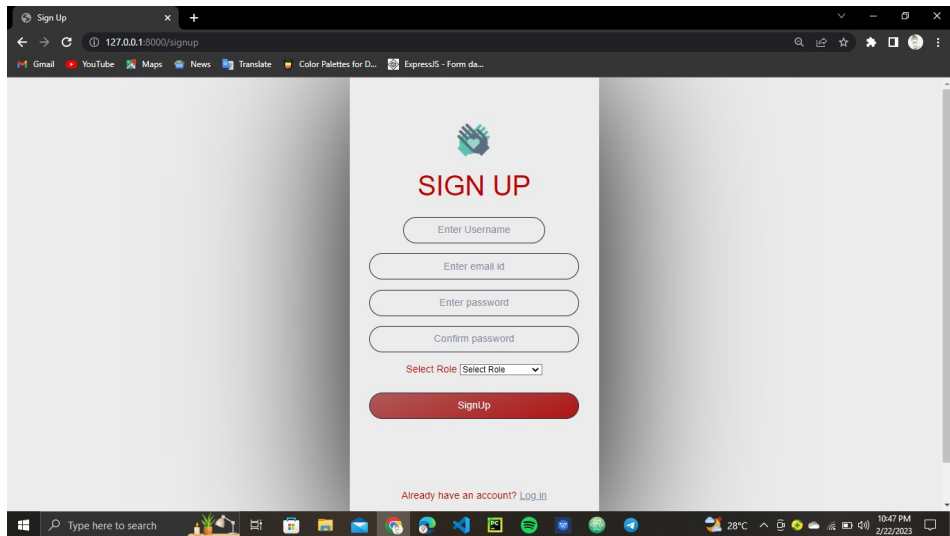 Sign Up
127.0.0.1:8000/signup
Gmail YouTube Maps News Translate Color Palettes for D... ExpressJS - Form da...
SIGN UP
Enter Username
Enter email id
Enter password
Confirm password
Select Role Select Role
SignUp
Already have an account? Log in
Type here to search
PC
28°C
10:47 PM
2/22/2023